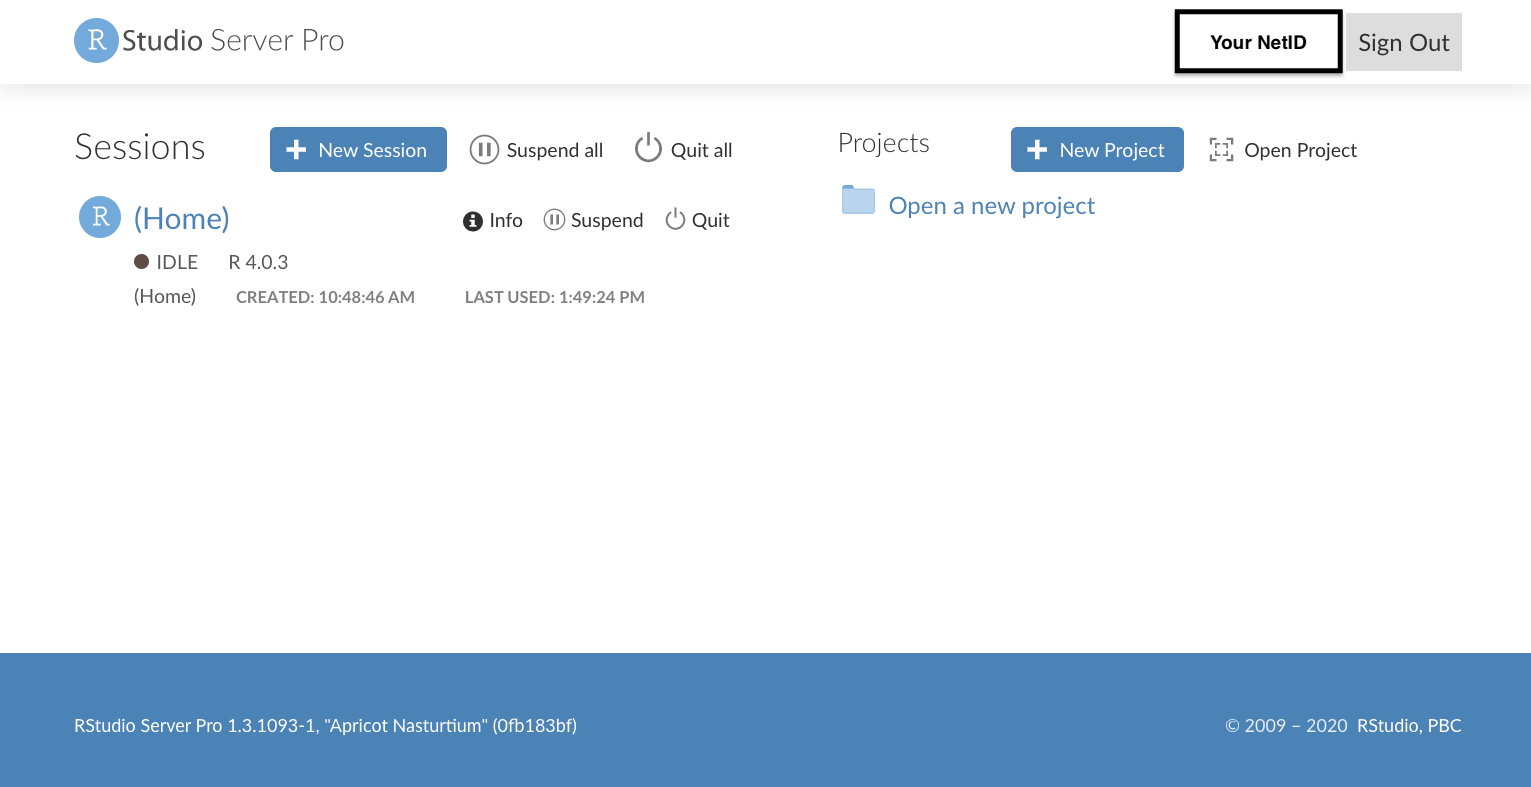 R Studio Server Pro
Your NetID
Sign Out
Sessions
New Session
Suspend all
Quit all
R (Home)
Info
Suspend
Quit
IDLE R 4.0.3
(Home) CREATED: 10:48:46 AM LAST USED: 1:49:24 PM
Projects
New Project
Open Project
Open a new project
RStudio Server Pro 1.3.1093-1, "Apricot Nasturtium" (0fb183bf)
© 2009 – 2020 RStudio, PBC